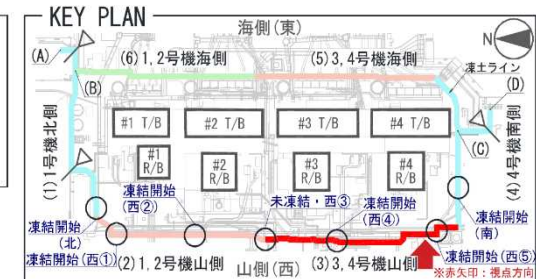 KEY PLAN
海側(東)
N
(A)
(6)1,2号機海側
(5)3,4号機海側
凍土ライン
(B)
(D)
#1 T/B
#2 T/B
#3 T/B
#4 T/B
(1)1号機北側
(C)
(4)4号機南側
#1
R/B
#2
R/B
#3
R/B
#4
R/B
凍結開始
(西②)
未凍結・西③
凍結開始
(西④)
凍結開始
(北)
凍結開始
(南)
凍結開始(西①)
(2)1,2号機山側
山側(西)
(3)3,4号機山側
凍結開始(西⑤)
※赤矢印:視点方向